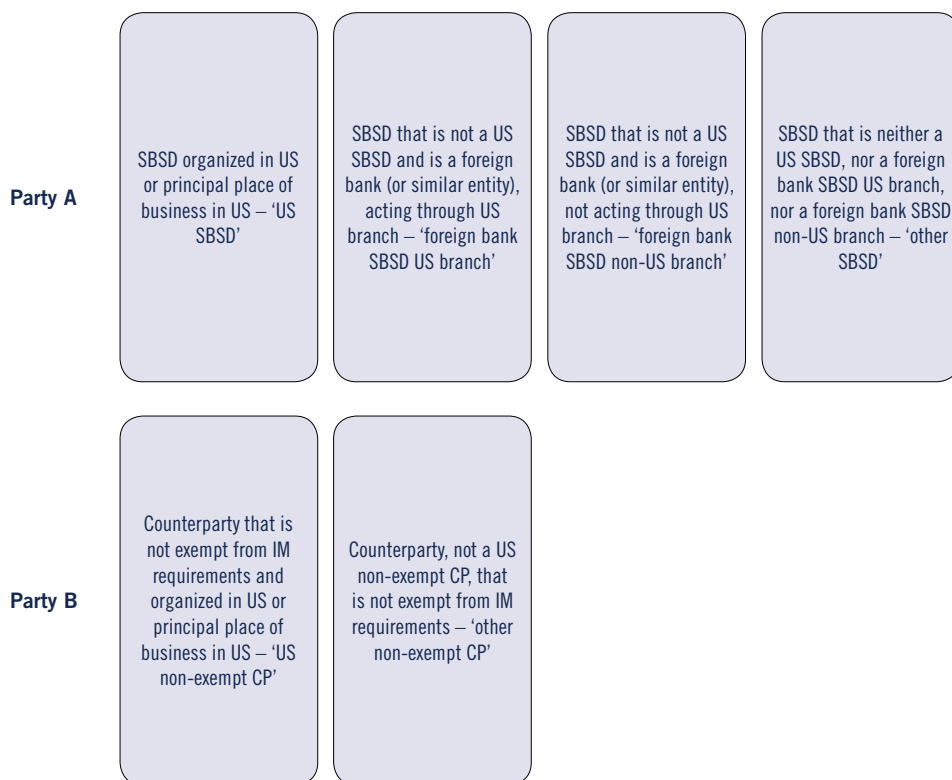 Party A
SBSD organized in US
or principal place of
business in US – ‘US
SBSD’
SBSD that is not a US
SBSD and is a foreign
bank (or similar entity),
acting through US
branch – ‘foreign bank
SBSD US branch’
SBSD that is not a US
SBSD and is a foreign
bank (or similar entity),
not acting through US
branch – ‘foreign bank
SBSD non-US branch’
SBSD that is neither a
US SBSD, nor a foreign
bank SBSD US branch,
nor a foreign bank SBSD
non-US branch – ‘other
SBSD’
Party B
Counterparty that is
not exempt from IM
requirements and
organized in US or
principal place of
business in US – ‘US
non-exempt CP’
Counterparty, not a US
non-exempt CP, that
is not exempt from IM
requirements – ‘other
non-exempt CP’